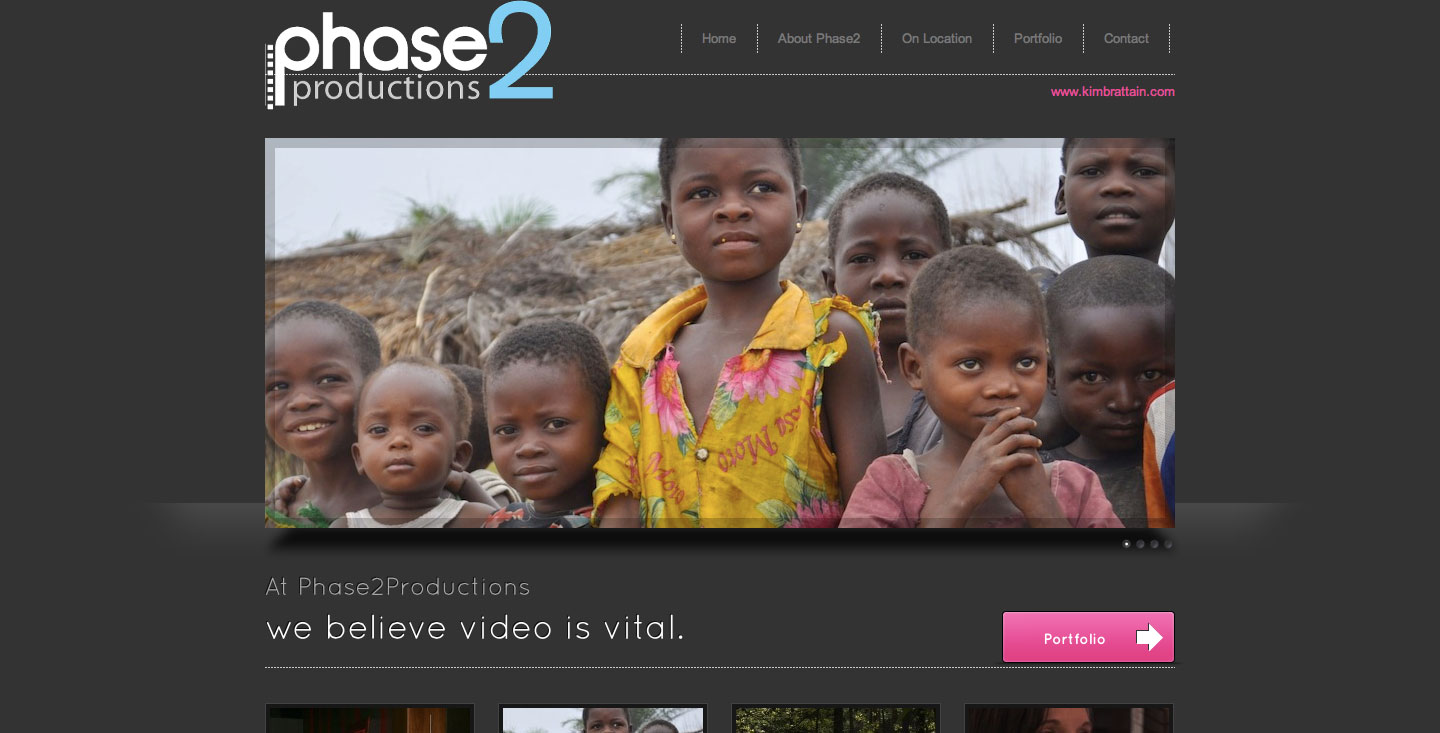 phase2
productions
Home
About Phase2
On Location
Portfolio
Contact
www.kimbrattain.com
At Phase2Productions
we believe video is vital.
Portfolio